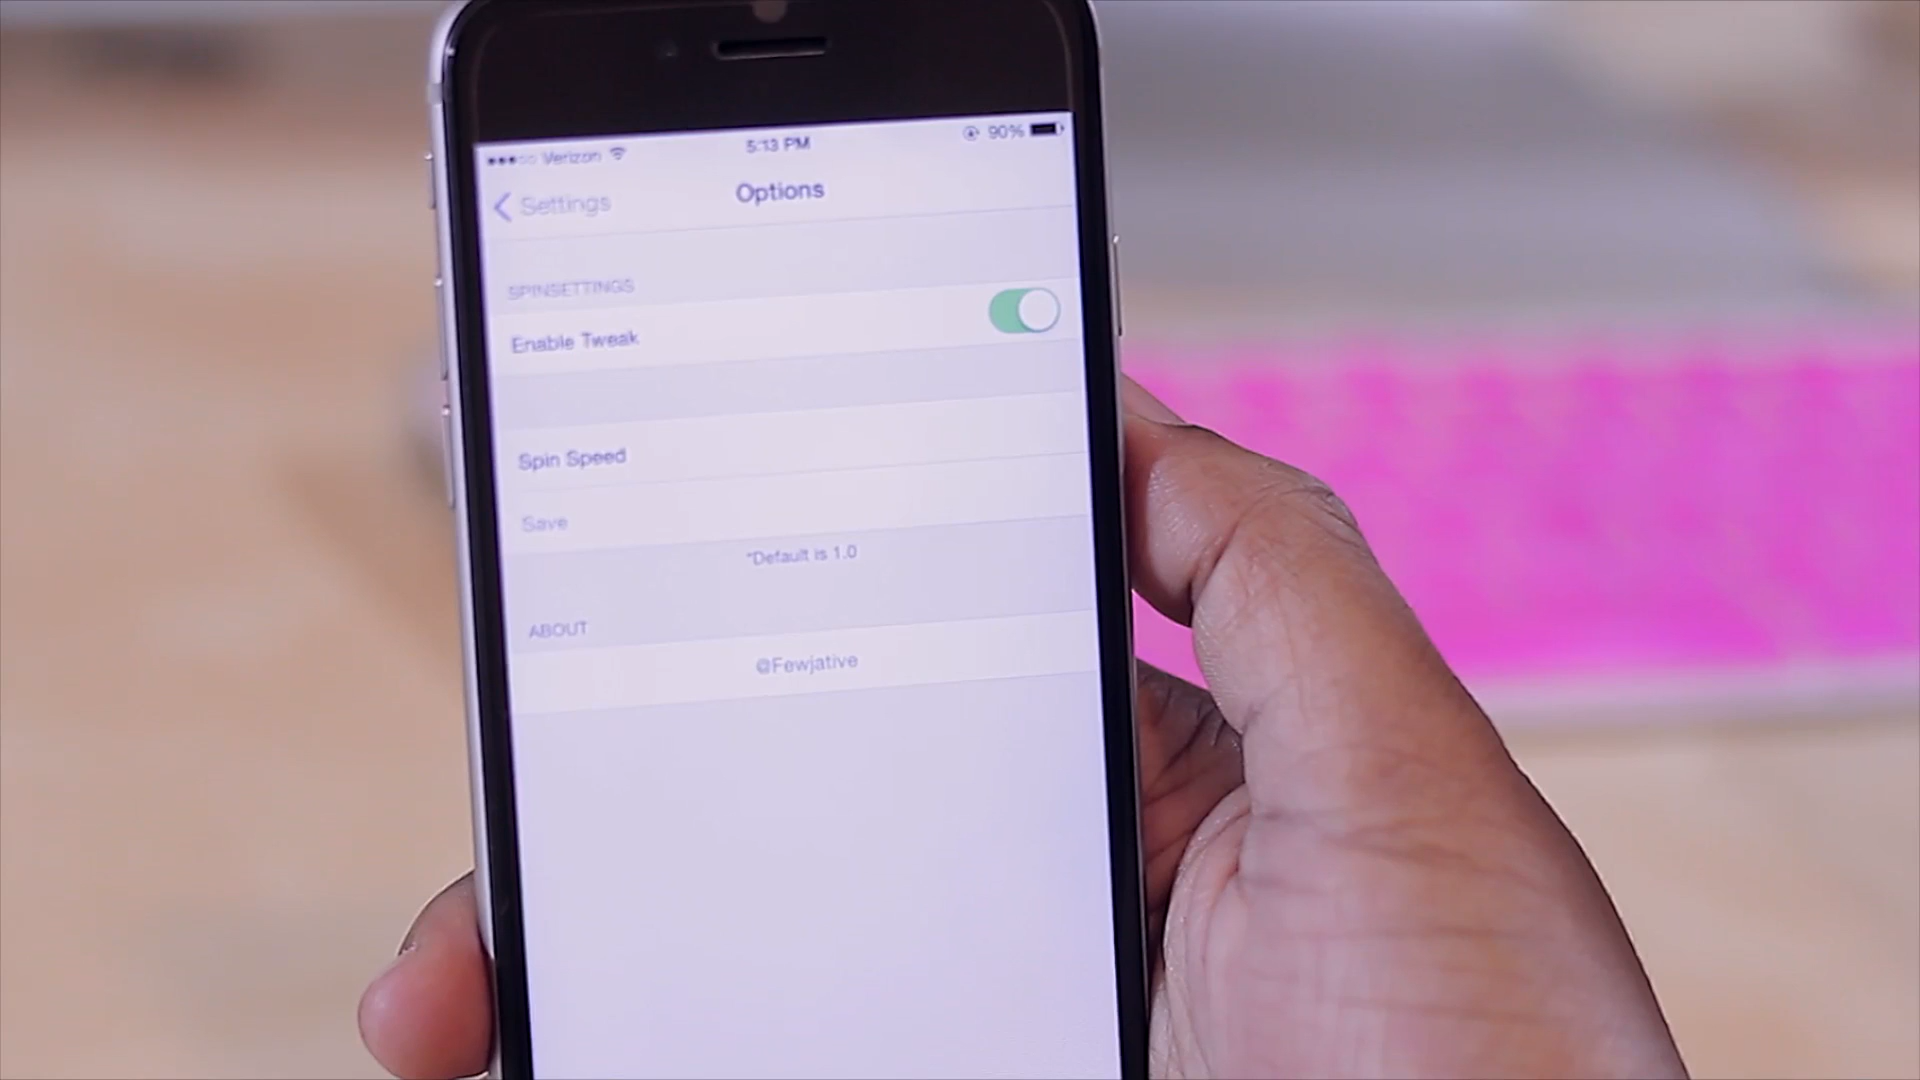 Verizon 5:13 PM 90%
Settings Options
SPINSETTINGS
Enable Tweak
Spin Speed
Save
*Default is 1.0
ABOUT
@Fewjative